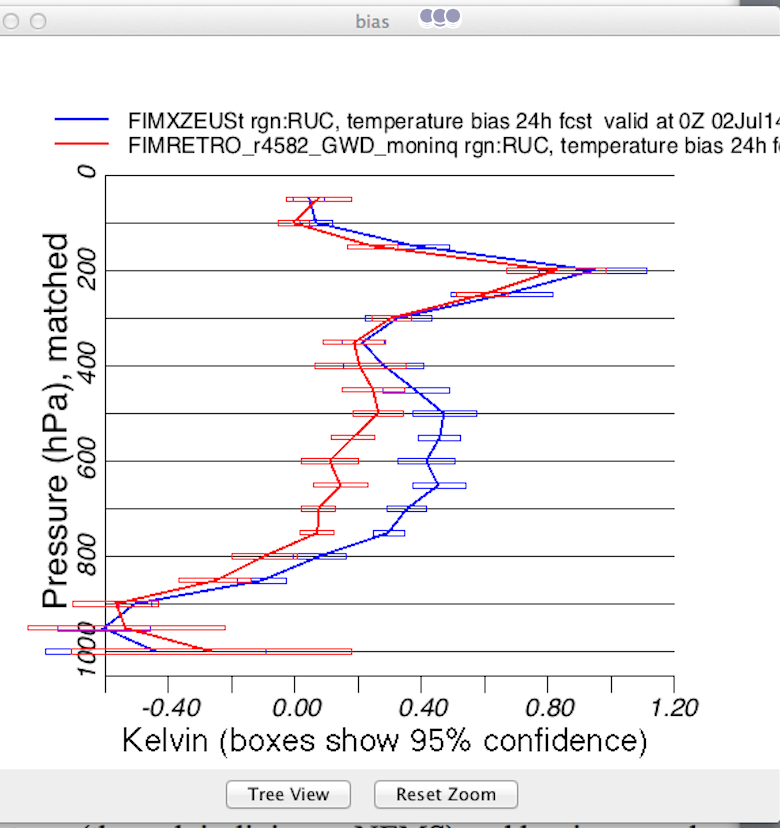 bias
FIMXZEUSt rgn:RUC, temperature bias 24h fcst valid at 0Z 02Jul14
FIMRETRO_r4582_GWD_moninq rgn:RUC, temperature bias 24h
0
200
400
600
800
1000
Pressure (hPa), matched
-0.40 0.00 0.40 0.80 1.20
Kelvin (boxes show 95% confidence)
Tree View Reset Zoom